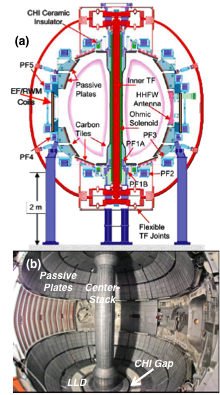 CHI Ceramic
Insulator
(a)
PF5
EF/RWM
Coils
Passive
Plates
Inner TF
HHFW
Antenna
Ohmic
Solenoid
PF3
PF1A
Carbon
Tiles
PF4
PF1B
PF2
2 m
Flexible
TF Joints
(b)
Passive
Plates
Center-
Stack
LLD
CHI Gap